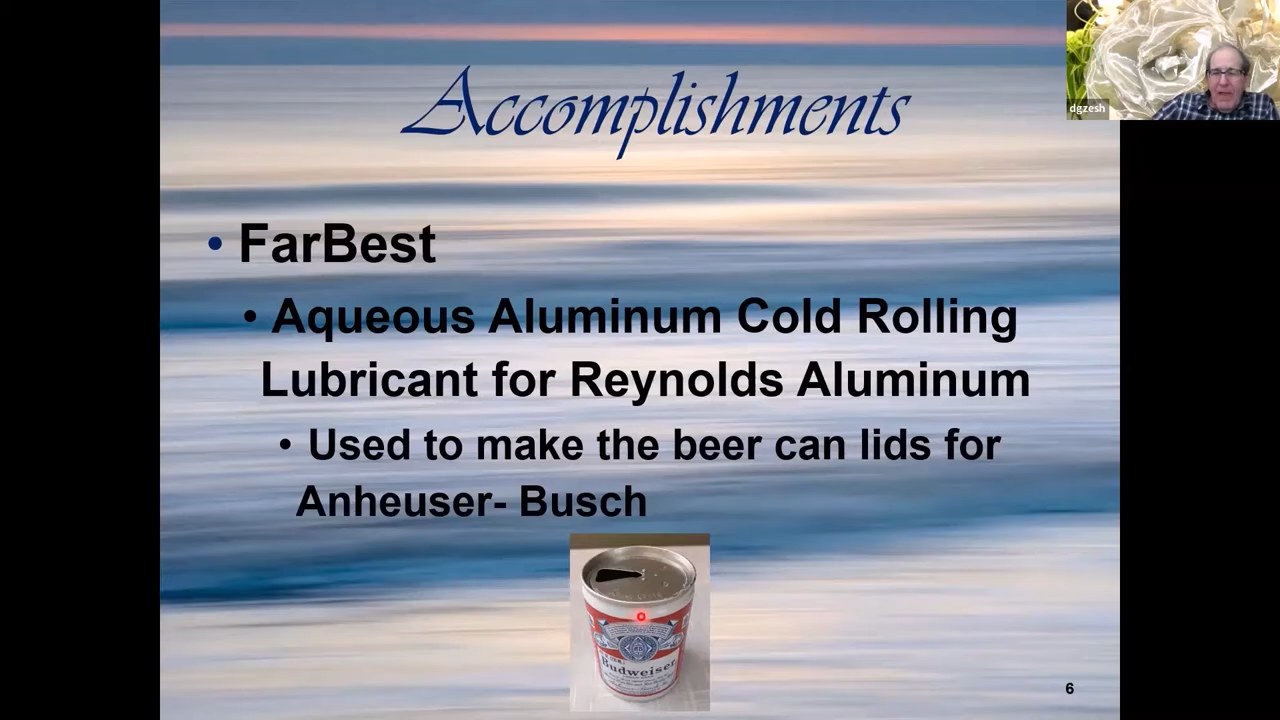 Accomplishments
dgzesh
• FarBest
• Aqueous Aluminum Cold Rolling
Lubricant for Reynolds Aluminum
• Used to make the beer can lids for
Anheuser- Busch
Budweiser
6